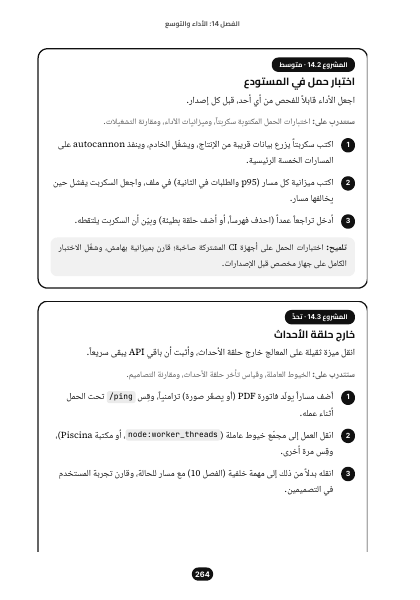 الفصل 14: الأداء والتوسع
المشروع 14.2 · متوسط
اختبار حمل في المستودع
اجعل الأداء قابلاً للفحص من أي أحد، قبل كل إصدار.
ستتدرب على: اختبارات الحمل المكتوبة سكربتاً، وميزانيات الأداء، ومقارنة التشغيلات.
1 اكتب سكربتاً يزرع بيانات قريبة من الإنتاج، ويشغّل الخادم، وينفذ autocannon على
المسارات الخمسة الرئيسية.
2 اكتب ميزانية كل مسار (p95 والطلبات في الثانية) في ملف، واجعل السكربت يفشل حين
يخالفها مسار.
3 أدخل تراجعاً عمداً (احذف فهرساً، أو أضف حلقة بطيئة) وبيّن أن السكربت يلتقطه.
تلميح: اختبارات الحمل على أجهزة CI المشتركة صاخبة؛ قارن بميزانية بهامش، وشغّل الاختبار
الكامل على جهاز مخصص قبل الإصدارات.
المشروع 14.3 · تحدٍّ
خارج حلقة الأحداث
انقل ميزة ثقيلة على المعالج خارج حلقة الأحداث، وأثبت أن باقي API يبقى سريعاً.
ستتدرب على: الخيوط العاملة، وقياس تأخر حلقة الأحداث، ومقارنة التصاميم.
1 أضف مساراً يولّد فاتورة PDF (أو يصغّر صورة) تزامنياً، وقِس /ping تحت الحمل
أثناء عمله.
2 انقل العمل إلى مجمّع خيوط عاملة (node:worker_threads، أو مكتبة Piscina)،
وقِس مرة أخرى.
3 انقله بدلاً من ذلك إلى مهمة خلفية (الفصل 10) مع مسار للحالة، وقارن تجربة المستخدم
في التصميمين.
264